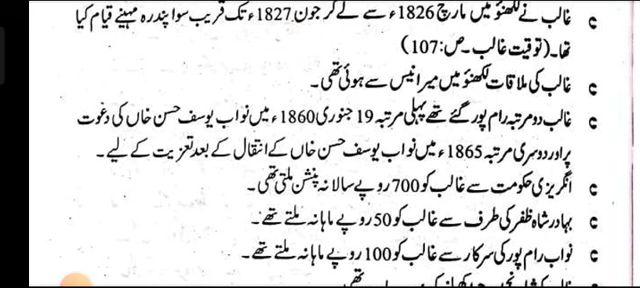 غالب نے لکھنؤ میں مارچ 1826ء سے لے کر جون 1827ء تک قریب سوا پندرہ مہینے قیام کیا
تھا۔ (توقیت غالب۔ص:107)
غالب کی ملاقات لکھنؤ میں میر انیس سے ہوئی تھی۔
غالب دو مرتبہ رام پور گئے تھے پہلی مرتبہ 19 جنوری 1860ء میں نواب یوسف حسن خاں کی دعوت
پر اور دوسری مرتبہ 1865ء میں نواب یوسف حسن خاں کے انتقال کے بعد تعزیت کے لیے۔
انگریزی حکومت سے غالب کو 700 روپے سالانہ پنشن ملتی تھی۔
بہادر شاہ ظفر کی طرف سے غالب کو 50 روپے ماہانہ ملتے تھے۔
نواب رام پور کی سرکار سے غالب کو 100 روپے ماہانہ ملتے تھے۔